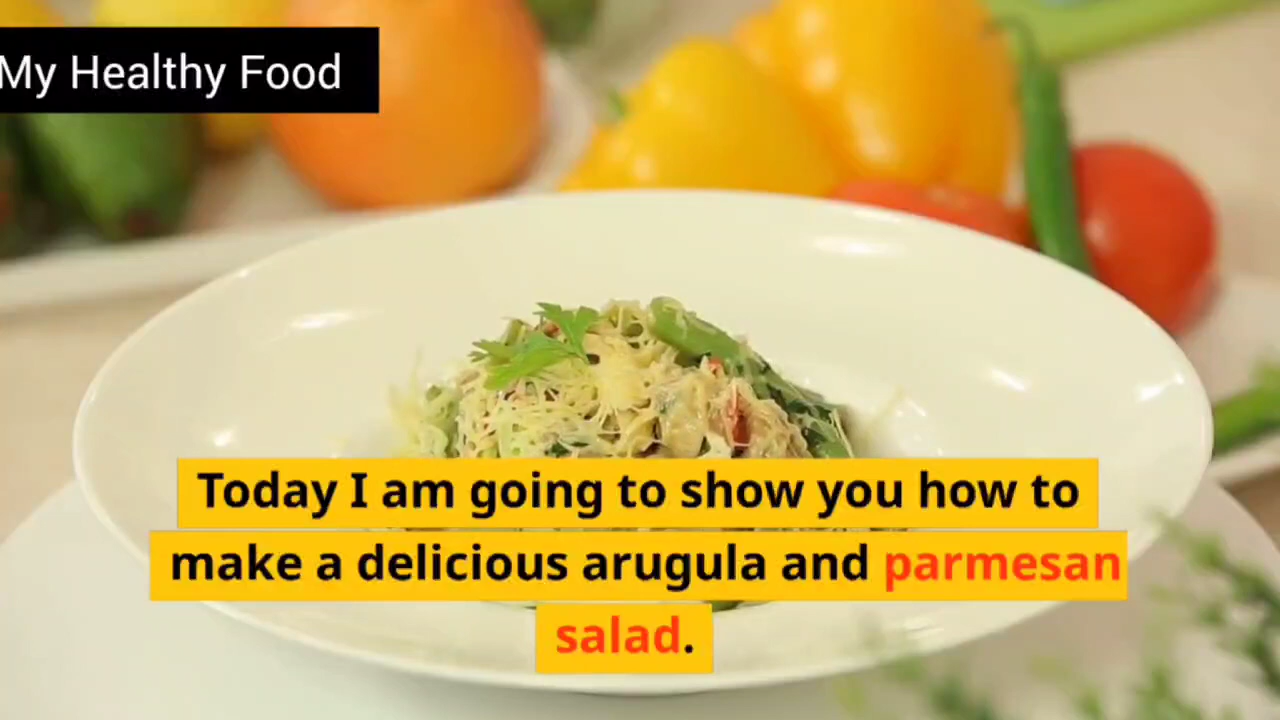 My Healthy Food
Today I am going to show you how to
make a delicious arugula and parmesan
salad.